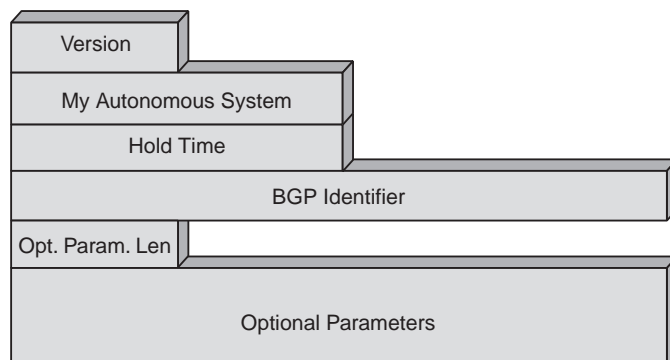 Version
My Autonomous System
Hold Time
BGP Identifier
Opt. Param. Len
Optional Parameters